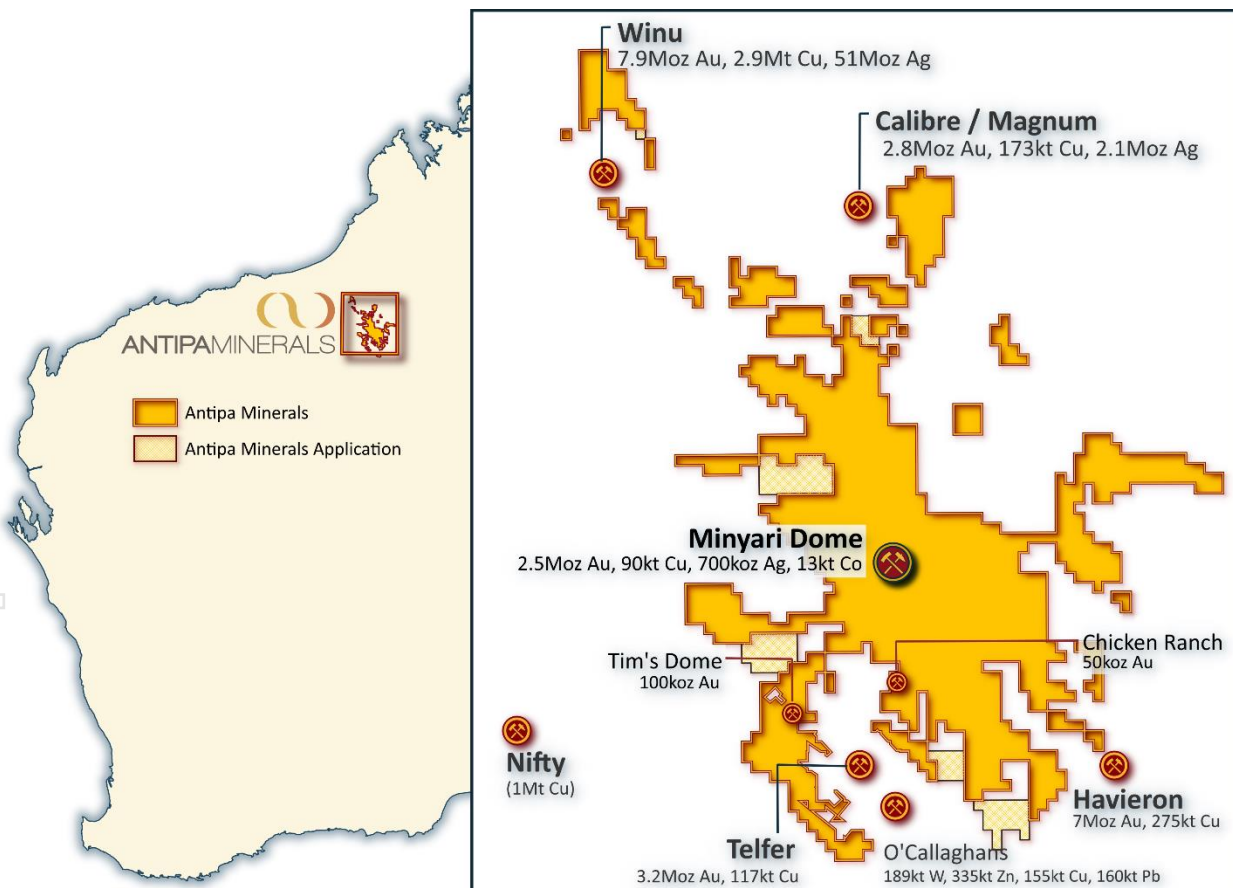 Winu
7.9Moz Au, 2.9Mt Cu, 51Moz Ag
Calibre / Magnum
2.8Moz Au, 173kt Cu, 2.1Moz Ag
ANTIPAMINERALS
Antipa Minerals
Antipa Minerals Application
Minyari Dome
2.5Moz Au, 90kt Cu, 700koz Ag, 13kt Co
Tim's Dome
100koz Au
Chicken Ranch
50koz Au
Nifty
(1Mt Cu)
Telfer
3.2Moz Au, 117kt Cu
O'Callaghans
189kt W, 335kt Zn, 155kt Cu, 160kt Pb
Havieron
7Moz Au, 275kt Cu